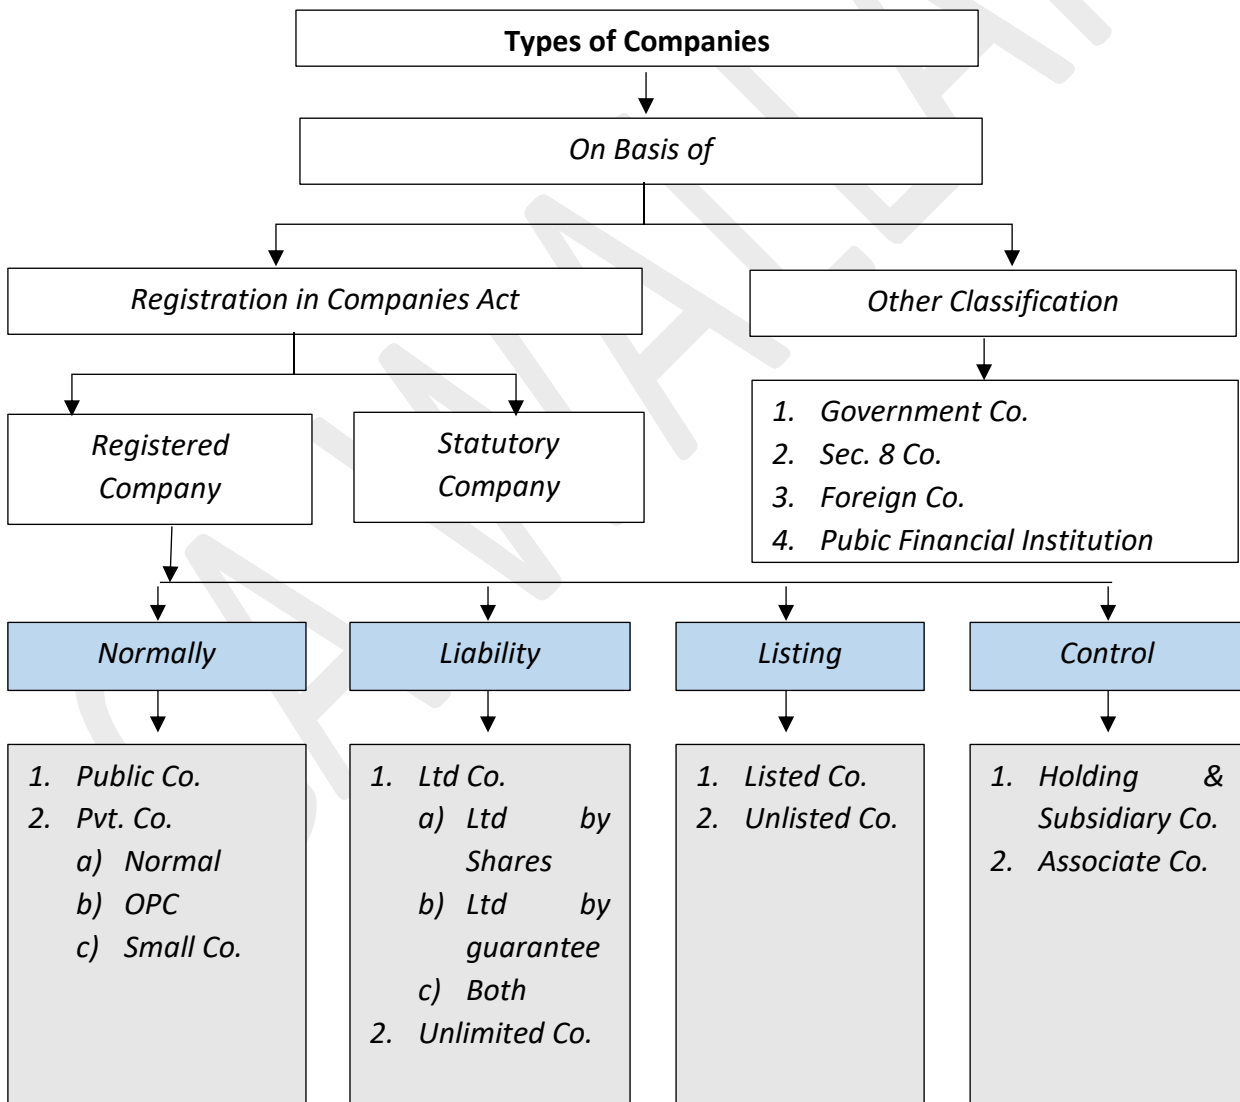 Types of Companies
On Basis of
Registration in Companies Act
Other Classification
Registered
Company
Statutory
Company
1. Government Co.
2. Sec. 8 Co.
3. Foreign Co.
4. Pubic Financial Institution
Normally
Liability
Listing
Control
1. Public Co.
2. Pvt. Co.
a) Normal
b) OPC
c) Small Co.
1. Ltd Co.
a) Ltd by
Shares
b) Ltd by
guarantee
c) Both
2. Unlimited Co.
1. Listed Co.
2. Unlisted Co.
1. Holding &
Subsidiary Co.
2. Associate Co.